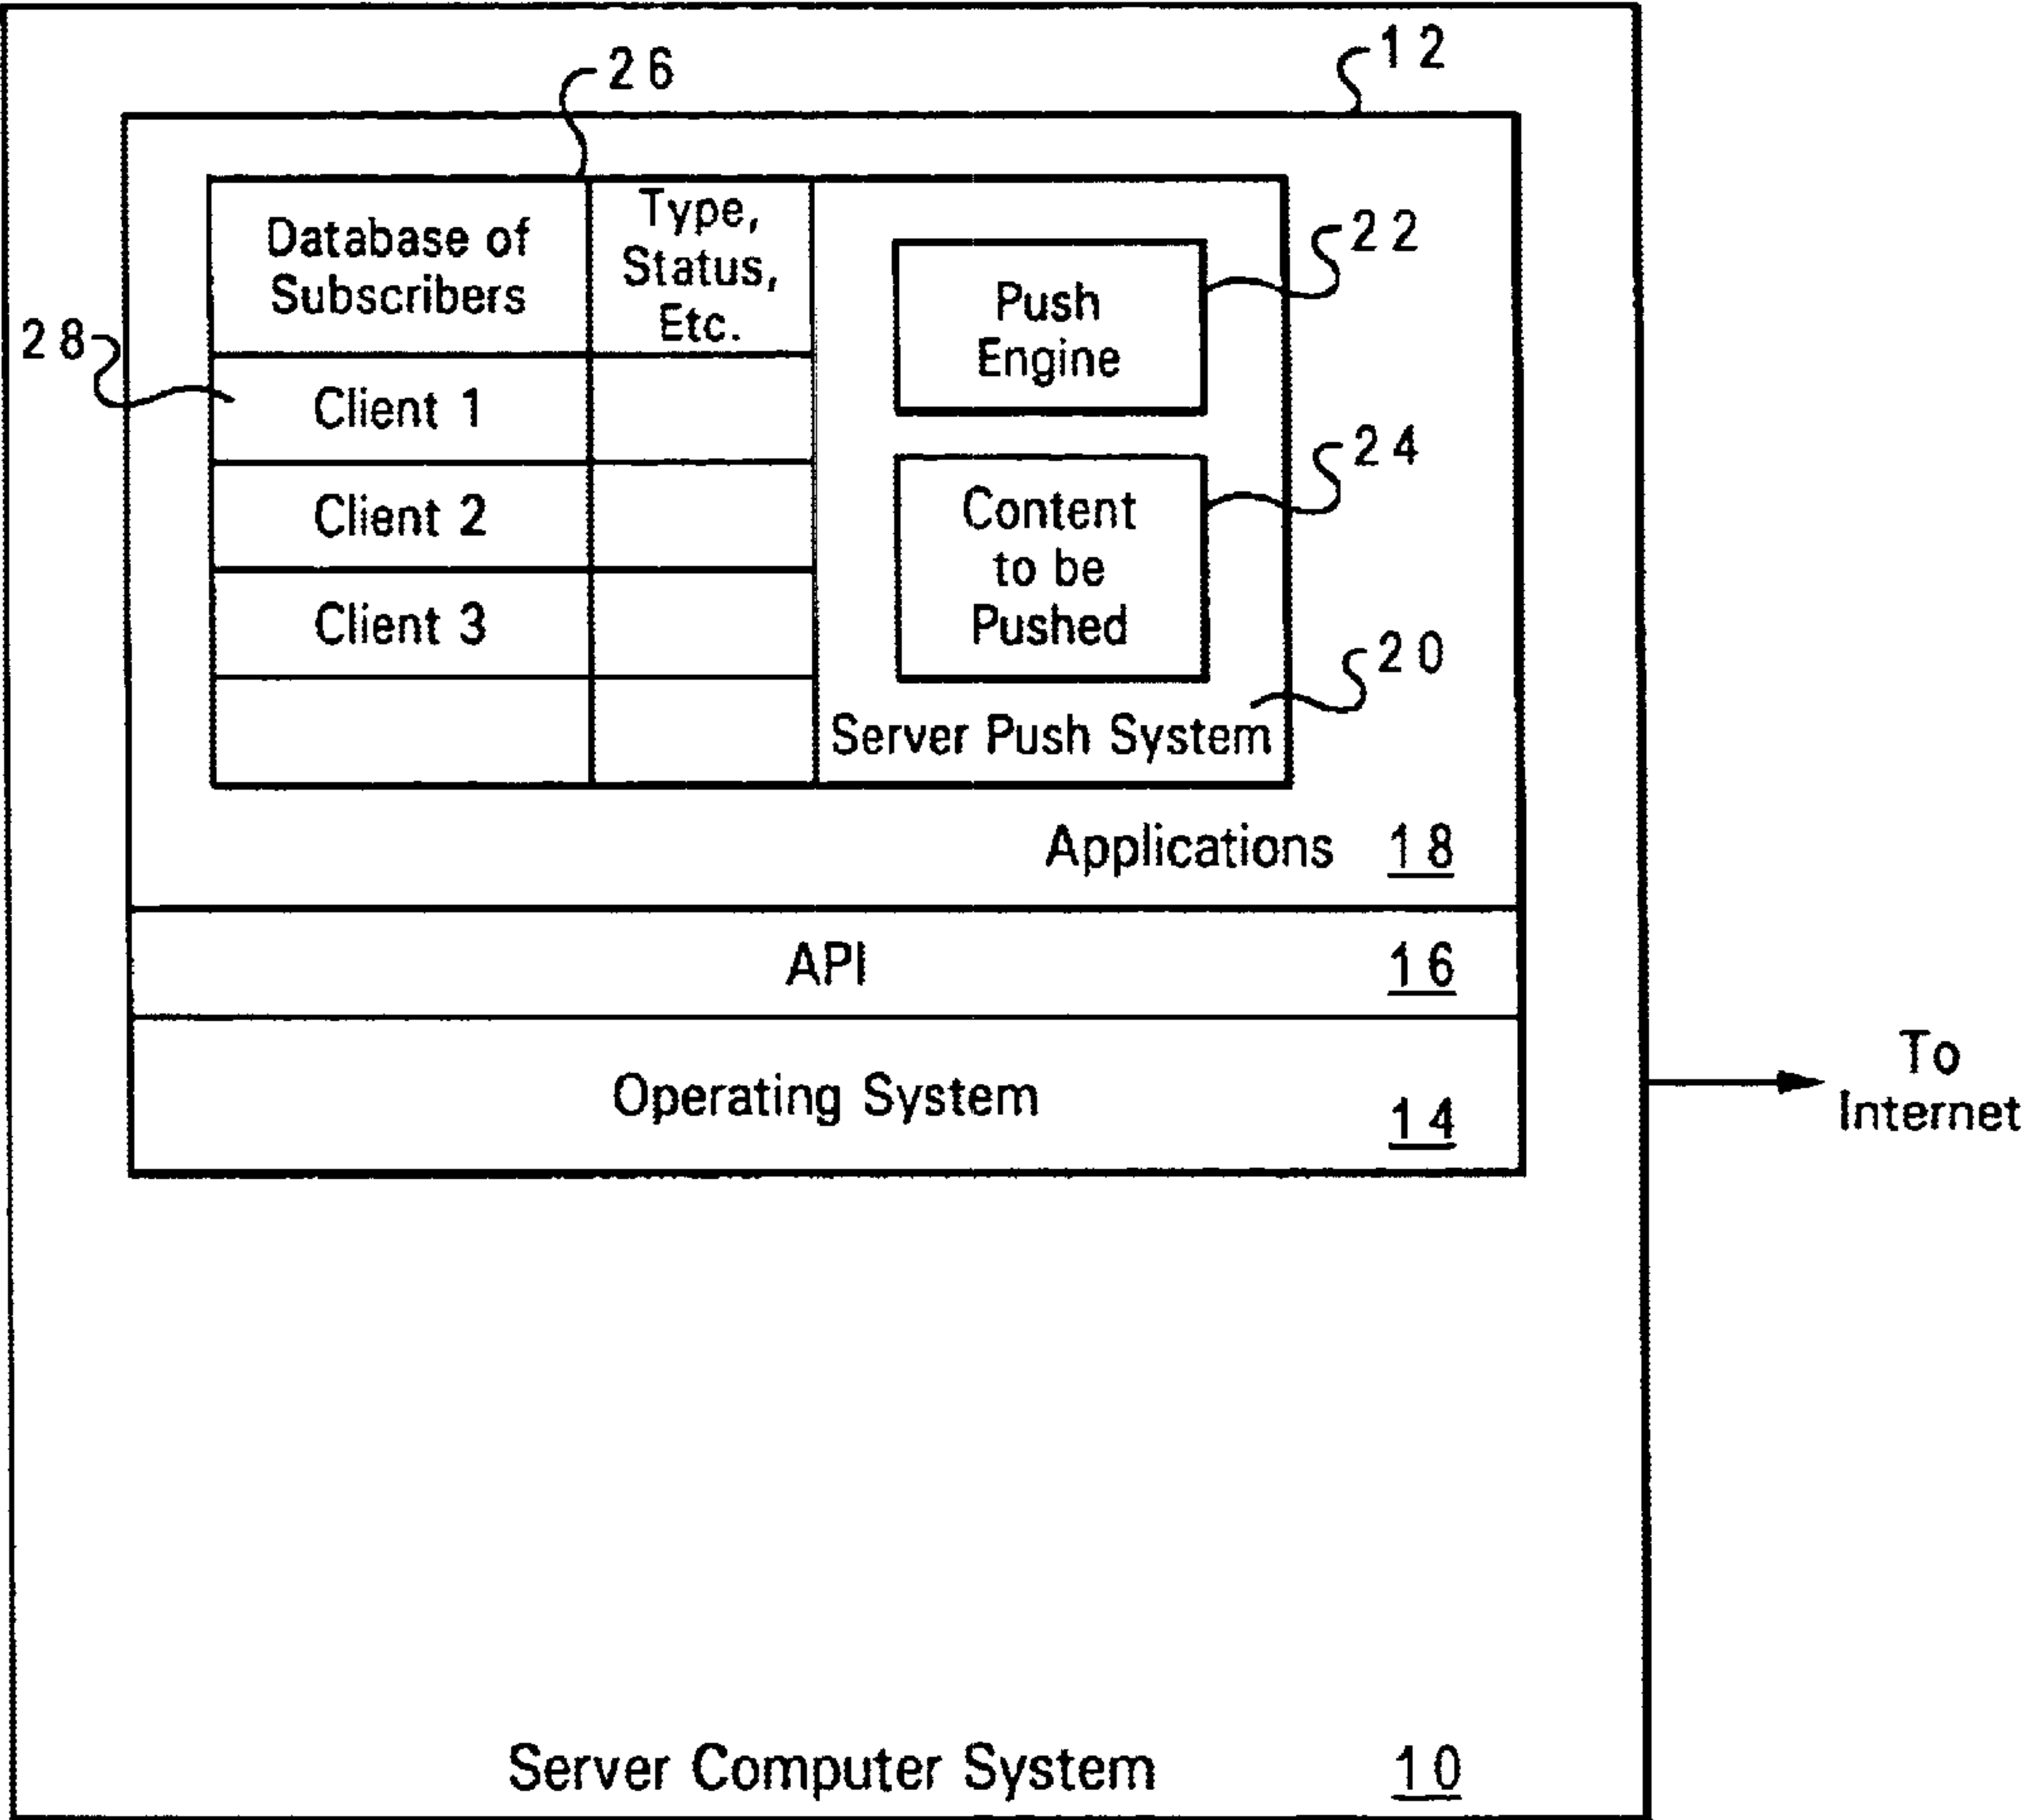 12
26
Database of
Subscribers
Type,
Status,
Etc.
22
Push
Engine
28
Client 1
24
Client 2
Content
to be
Pushed
Client 3
20
Server Push System
Applications 18
API 16
Operating System 14
To
Internet
Server Computer System 10